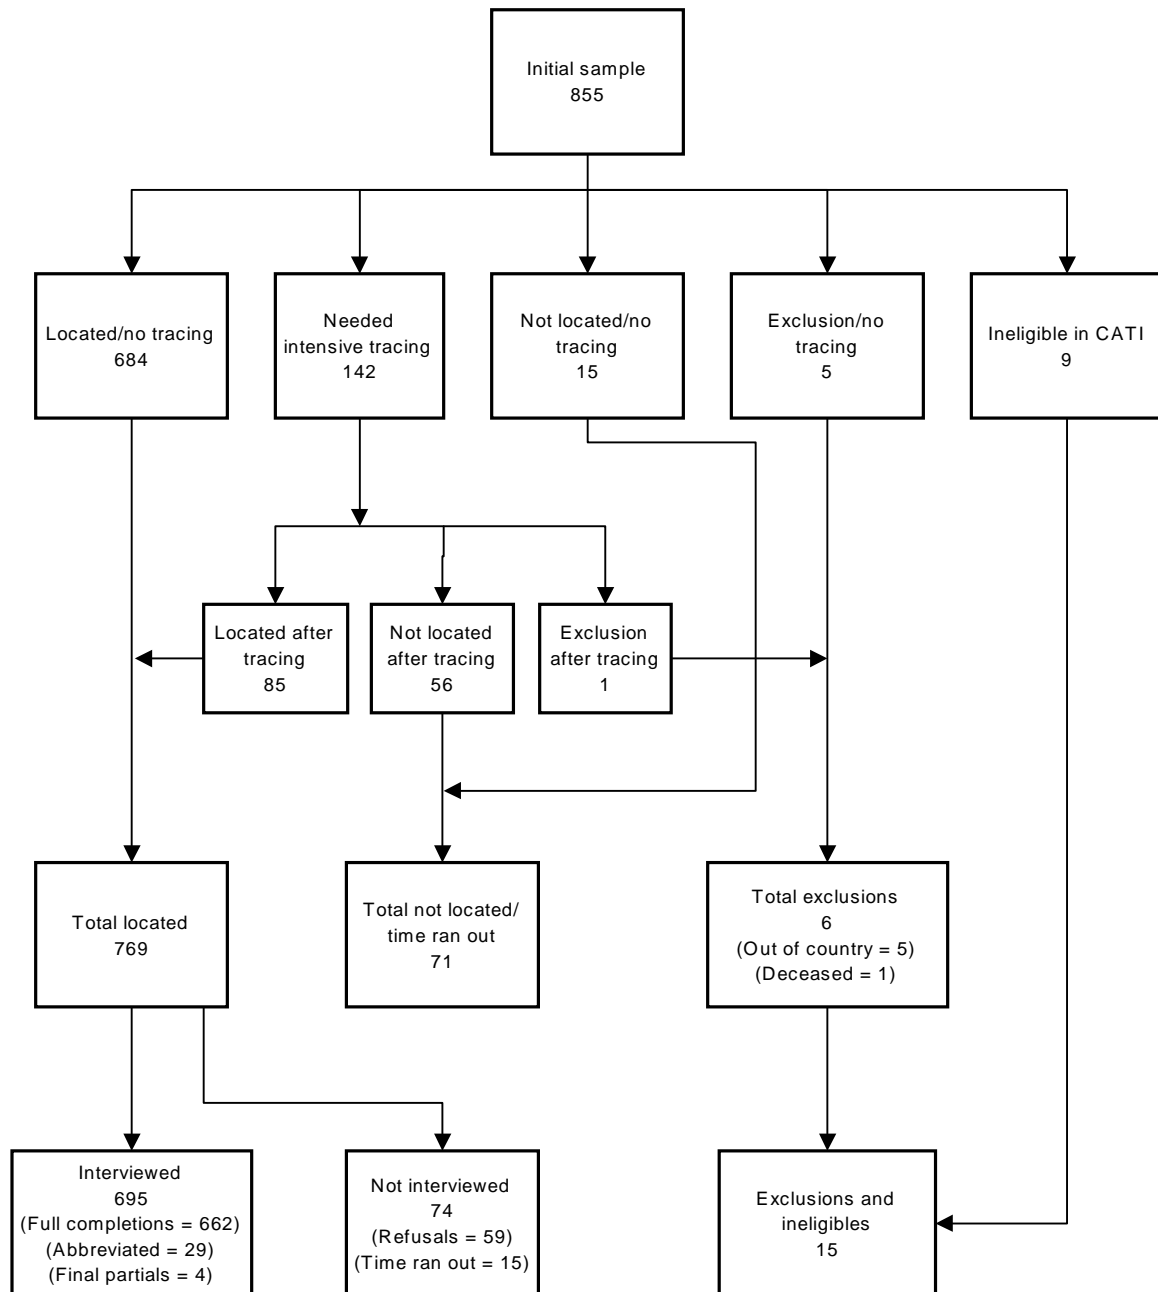 Initial sample
855
Located/no tracing
684
Needed
intensive tracing
142
Not located/no
tracing
15
Exclusion/no
tracing
5
Ineligible in CATI
9
Located after
tracing
85
Not located
after tracing
56
Exclusion
after tracing
1
Total located
769
Total not located/
time ran out
71
Total exclusions
6
(Out of country = 5)
(Deceased = 1)
Interviewed
695
(Full completions = 662)
(Abbreviated = 29)
(Final partials = 4)
Not interviewed
74
(Refusals = 59)
(Time ran out = 15)
Exclusions and
ineligibles
15